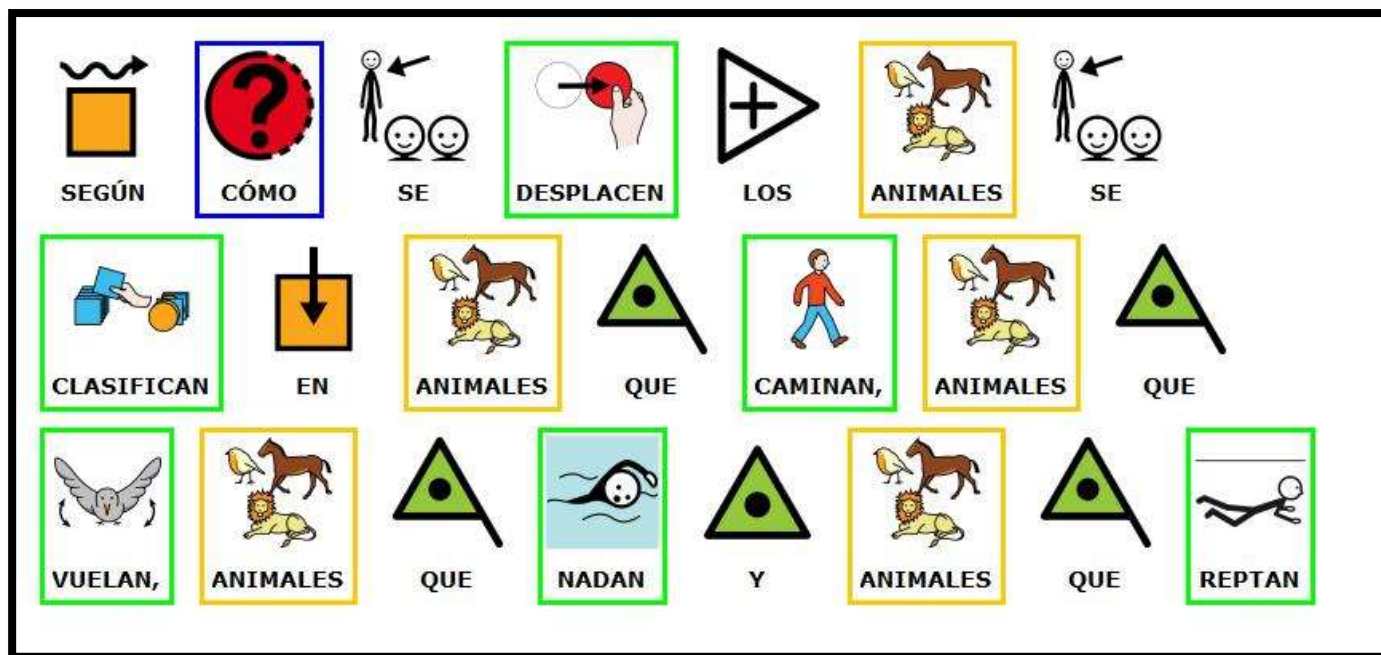 SEGÚN CÓMO SE DESPLACEN LOS ANIMALES SE
CLASIFICAN EN ANIMALES QUE CAMINAN, ANIMALES QUE
VUELAN, ANIMALES QUE NADAN Y ANIMALES QUE REPTAN